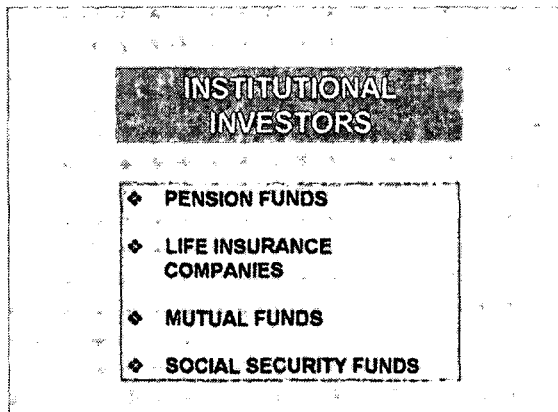 INSTITUTIONAL
INVESTORS
❖ PENSION FUNDS
❖ LIFE INSURANCE
COMPANIES
❖ MUTUAL FUNDS
❖ SOCIAL SECURITY FUNDS